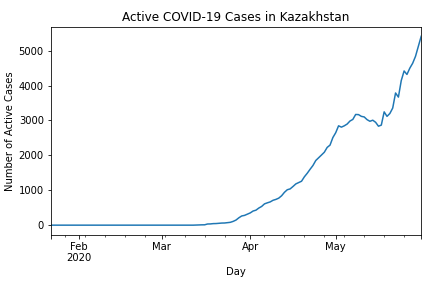 Active COVID-19 Cases in Kazakhstan
5000
4000
3000
2000
1000
0
Number of Active Cases
Feb
2020
Mar
Apr
May
Day